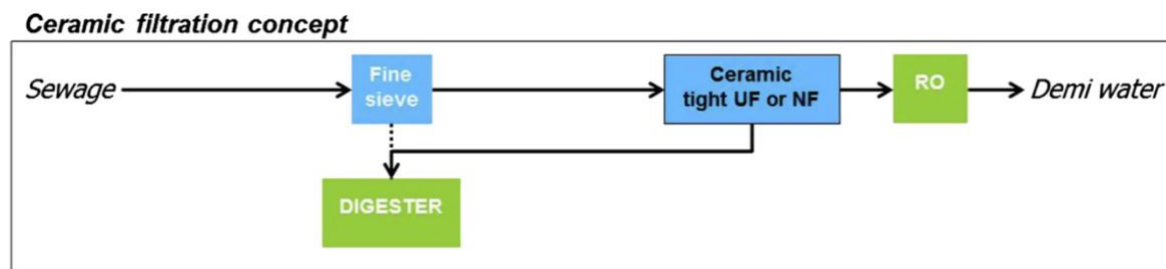 Ceramic filtration concept
Sewage
Fine
sieve
Ceramic
tight UF or NF
RO
Demi water
DIGESTER